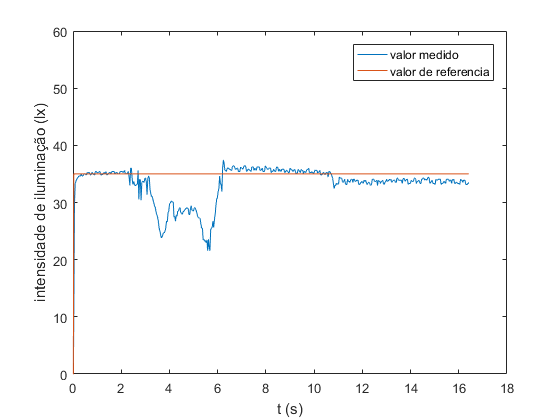 60
50
40
30
20
10
0
intensidade de iluminação (lx)
valor medido
valor de referencia
0 2 4 6 8 10 12 14 16 18
t (s)